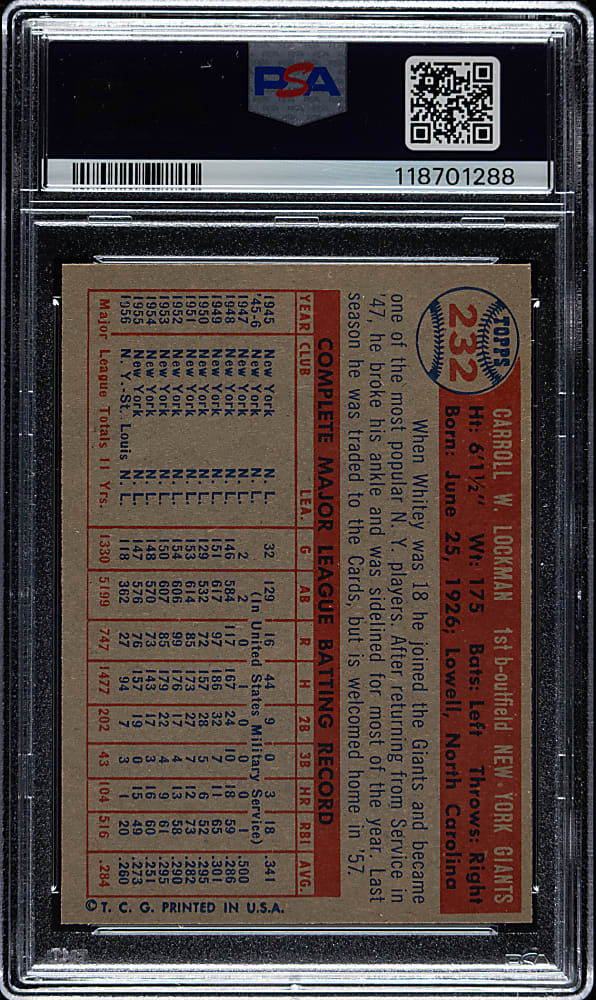 PSA
118701288
TOPPS
232
CARROLL W. LOCKMAN 1st b-outfield NEW YORK GIANTS
Ht: 6'1½" Wt: 175 Bats: Left Throws: Right
Born: June 25, 1926; Lowell, North Carolina
When Whitey was 18 he joined the Giants and became
one of the most popular N. Y. players. After returning from Service in
'47, he broke his ankle and was sidelined for most of the year. Last
season he was traded to the Cards, but is welcomed home in '57.
COMPLETE MAJOR LEAGUE BATTING RECORD
YEAR CLUB LEA. G AB R H 2B 3B HR RBI AVG.
1945 New York N. L. 32 129 16 44 9 0 3 18 .341
'45-6 (In United States Military Service)
1947 New York N. L. 2 2 0 1 0 0 0 1 .500
1948 New York N. L. 146 584 117 167 24 10 18 59 .286
1949 New York N. L. 151 617 97 186 32 7 11 65 .301
1950 New York N. L. 129 532 72 157 28 5 6 52 .295
1951 New York N. L. 153 614 85 173 27 7 12 73 .282
1952 New York N. L. 154 606 99 176 17 4 13 58 .290
1953 New York N. L. 150 607 85 179 22 4 9 61 .295
1954 New York N. L. 148 570 73 143 17 3 16 60 .251
1955 New York N. L. 147 576 76 157 19 0 15 49 .273
1956 N. Y.-St. Louis N. L. 118 362 27 94 7 3 1 20 .260
Major League Totals 11 Yrs. 1330 5199 747 1477 202 43 104 516 .284
© T. C. G. PRINTED IN U.S.A.
PSA